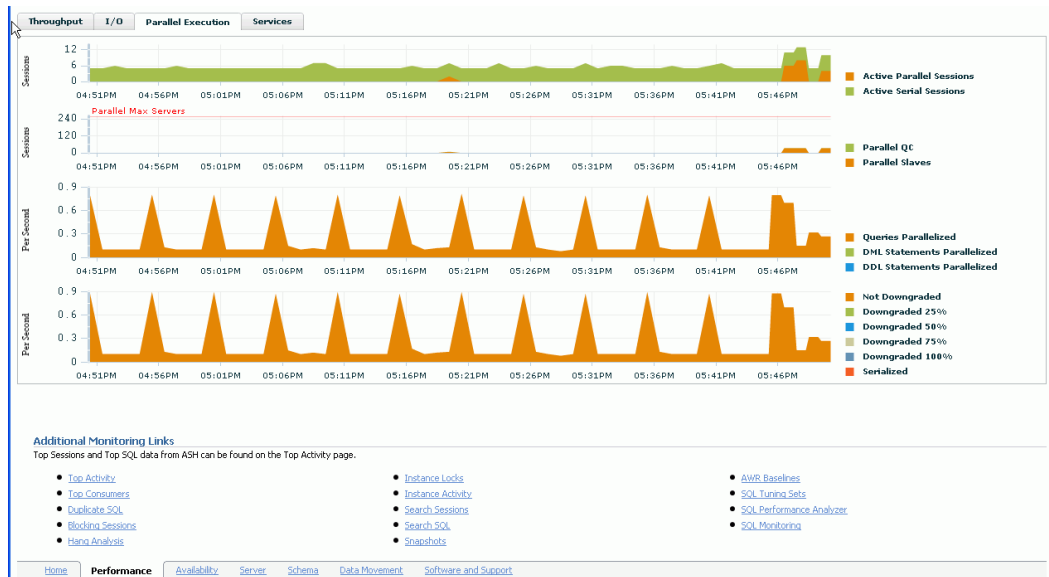 Throughput I/O Parallel Execution Services
Sessions
12
6
0
04:51PM 04:56PM 05:01PM 05:06PM 05:11PM 05:16PM 05:21PM 05:26PM 05:31PM 05:36PM 05:41PM 05:46PM
Active Parallel Sessions
Active Serial Sessions
Parallel Max Servers
Sessions
240
120
0
04:51PM 04:56PM 05:01PM 05:06PM 05:11PM 05:16PM 05:21PM 05:26PM 05:31PM 05:36PM 05:41PM 05:46PM
Parallel QC
Parallel Slaves
Per Second
0.9
0.6
0.3
0
04:51PM 04:56PM 05:01PM 05:06PM 05:11PM 05:16PM 05:21PM 05:26PM 05:31PM 05:36PM 05:41PM 05:46PM
Queries Parallelized
DML Statements Parallelized
DDL Statements Parallelized
Per Second
0.9
0.6
0.3
0
04:51PM 04:56PM 05:01PM 05:06PM 05:11PM 05:16PM 05:21PM 05:26PM 05:31PM 05:36PM 05:41PM 05:46PM
Not Downgraded
Downgraded 25%
Downgraded 50%
Downgraded 75%
Downgraded 100%
Serialized
Additional Monitoring Links
Top Sessions and Top SQL data from ASH can be found on the Top Activity page.
Top Activity
Top Consumers
Duplicate SQL
Blocking Sessions
Hang Analysis
Instance Locks
Instance Activity
Search Sessions
Search SQL
Snapshots
AWR Baselines
SQL Tuning Sets
SQL Performance Analyzer
SQL Monitoring
Home Performance Availability Server Schema Data Movement Software and Support